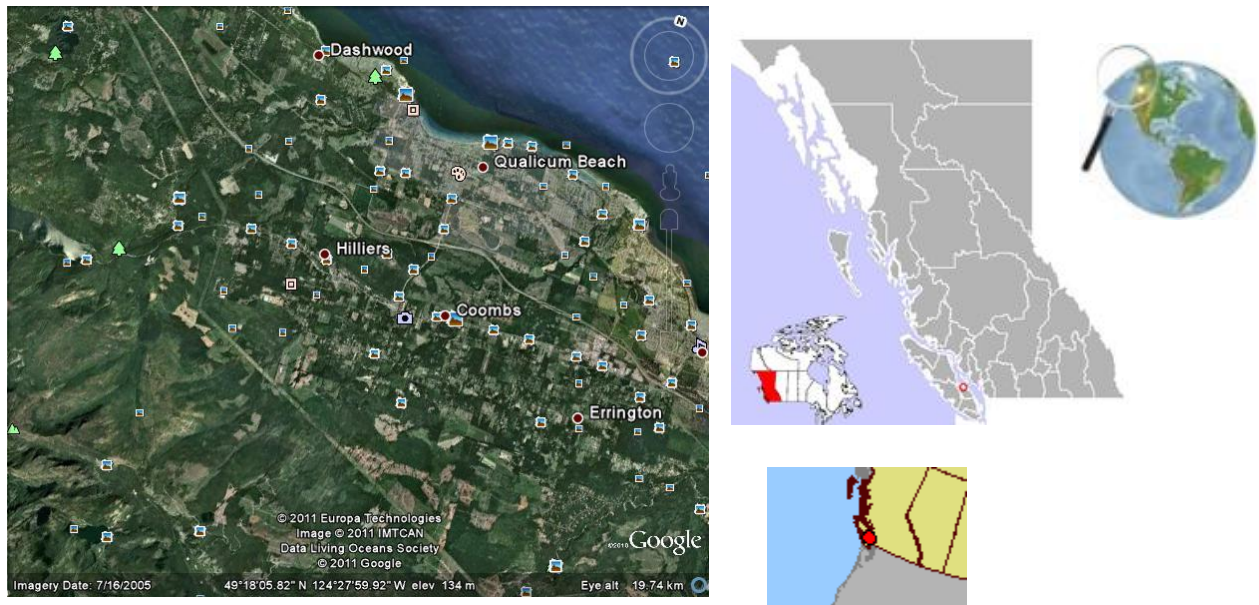 N
Dashwood
Qualicum Beach
Hilliers
Coombs
Errington
© 2011 Europa Technologies
Image © 2011 IMTCAN
Data Living Oceans Society
© 2011 Google
©2010 Google
Imagery Date: 7/16/2005 49°18'05.82" N 124°27'59.92" W elev 134 m Eye alt 19.74 km